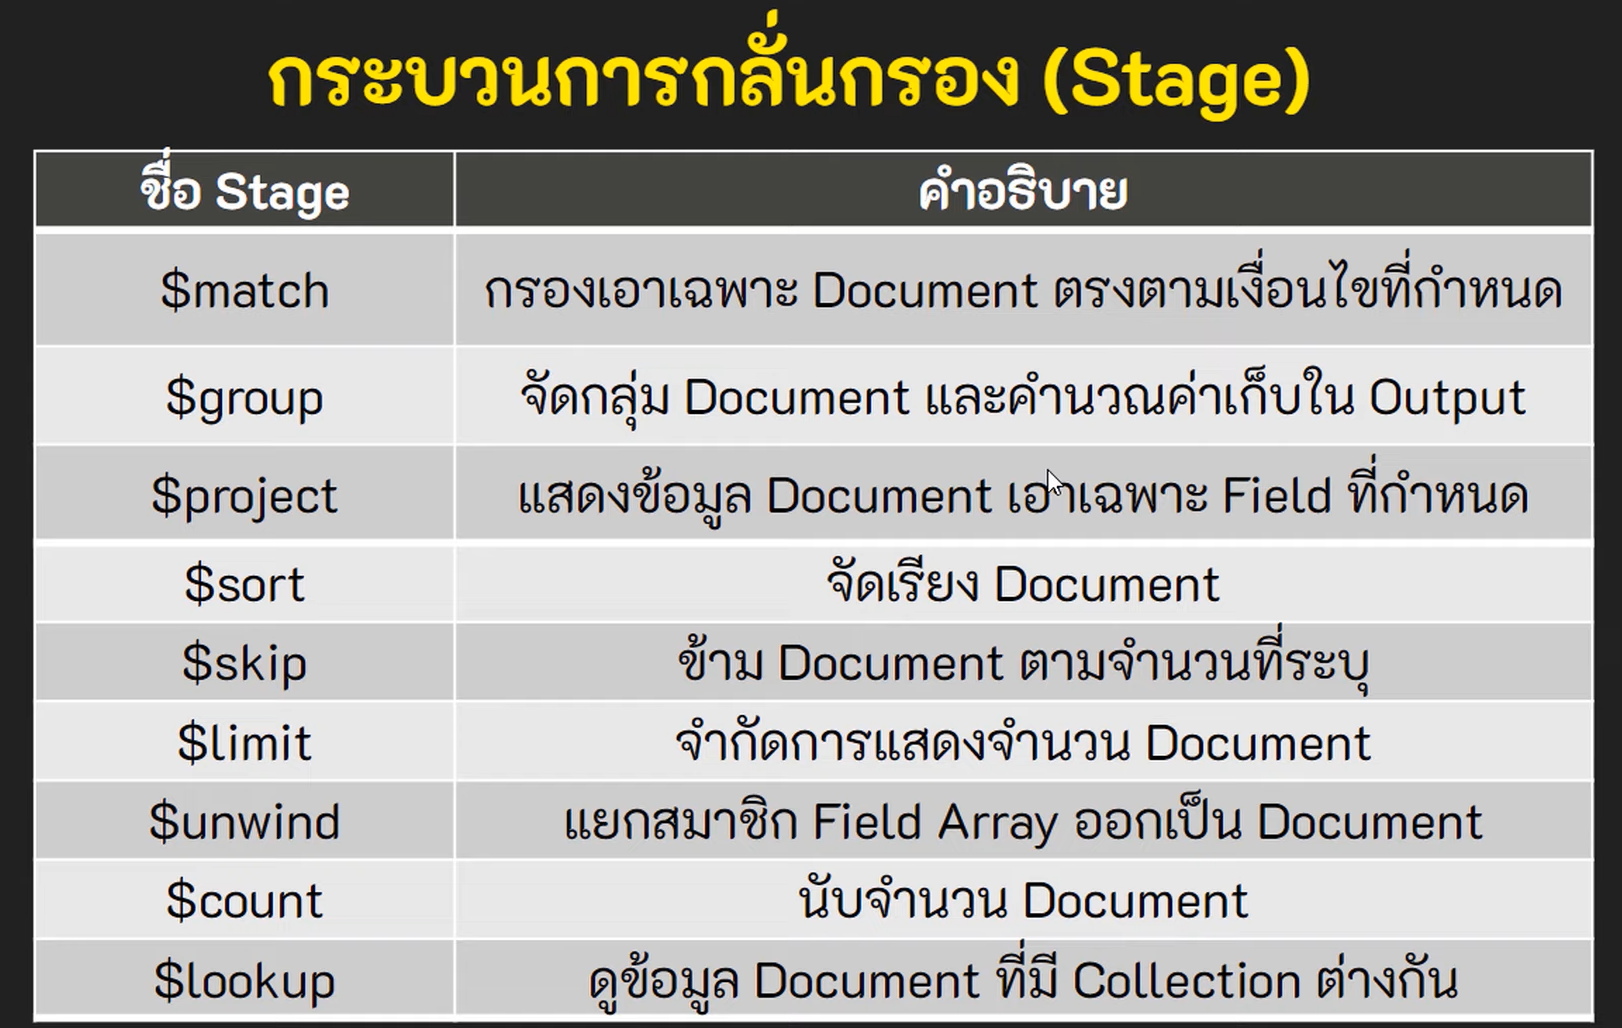 กระบวนการกลั่นกรอง (Stage)
ชื่อ Stage คำอธิบาย
$match กรองเอาเฉพาะ Document ตรงตามเงื่อนไขที่กำหนด
$group จัดกลุ่ม Document และคำนวณค่าเก็บใน Output
$project แสดงข้อมูล Document เอาเฉพาะ Field ที่กำหนด
$sort จัดเรียง Document
$skip ข้าม Document ตามจำนวนที่ระบุ
$limit จำกัดการแสดงจำนวน Document
$unwind แยกสมาชิก Field Array ออกเป็น Document
$count นับจำนวน Document
$lookup ดูข้อมูล Document ที่มี Collection ต่างกัน